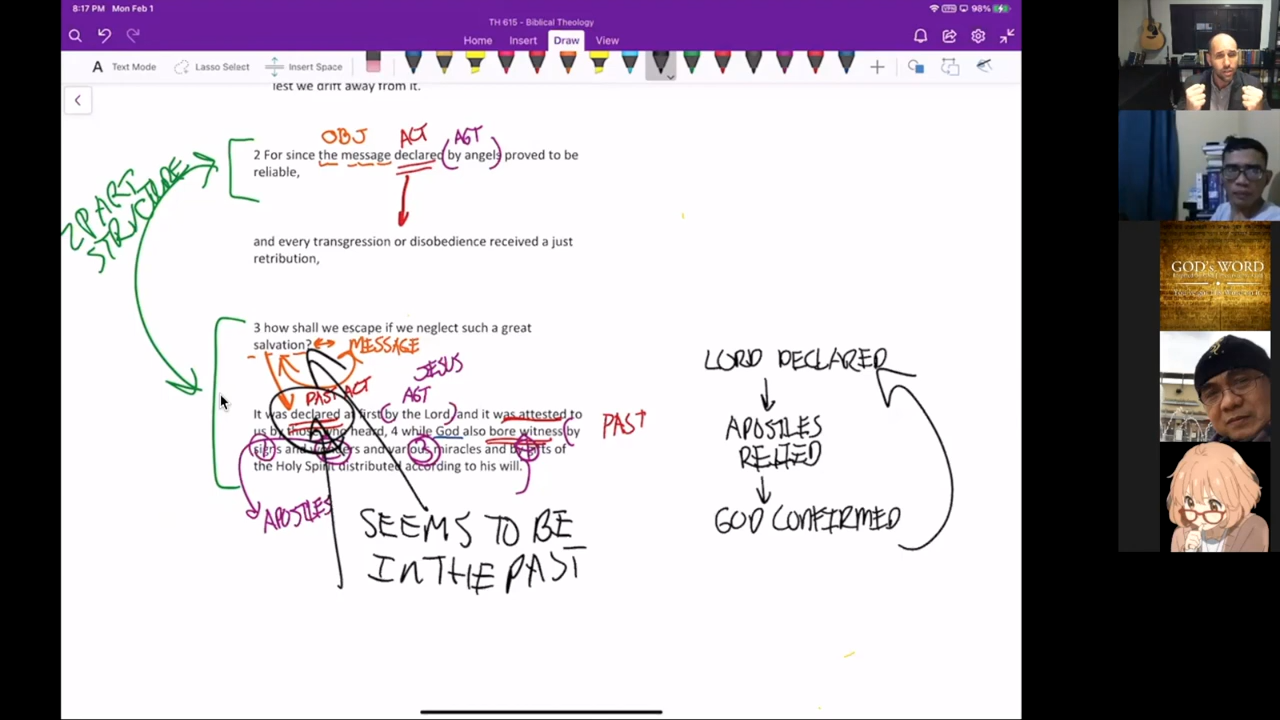 8:17 PM Mon Feb 1
98%
TH 615 - Biblical Theology
Home Insert Draw View
Text Mode Lasso Select Insert Space
lest we drift away from it.
OBJ ACT (AGT)
2 For since the message declared by angels proved to be
reliable,
2 PART
STRUCTURE
and every transgression or disobedience received a just
retribution,
3 how shall we escape if we neglect such a great
salvation?
MESSAGE
JESUS
PAST ACT AGT
It was declared at first by the Lord, and it was attested to
us by those who heard, 4 while God also bore witness by
signs and wonders and various miracles and by gifts of
the Holy Spirit distributed according to his will.
PAST
1 3
APOSTLES
SEEMS TO BE
IN THE PAST
LORD DECLARED
APOSTLES
GOD CONFIRMED
GOD's WORD